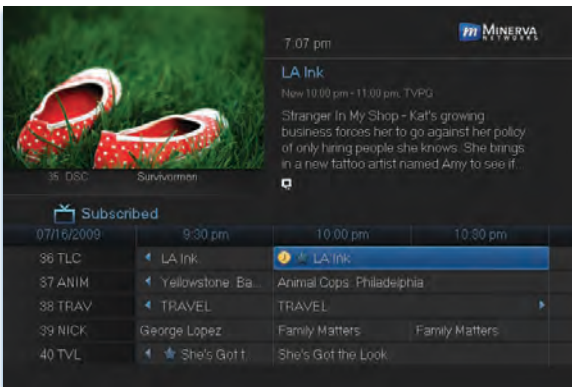 7:07 pm
MINERVA
NETWORKS
LA Ink
New 10:00 pm - 11:00 pm, TVPG
Stranger In My Shop - Kat's growing
business forces her to go against her policy
of only hiring people she knows. She brings
in a new tattoo artist named Amy to see if
35 DSC Survivorman
Subscribed
07/16/2009 9:30 pm 10:00 pm 10:30 pm
36 TLC LA Ink LA Ink
37 ANIM Yellowstone: Ba... Animal Cops: Philadelphia
38 TRAV TRAVEL TRAVEL
39 NICK George Lopez Family Matters Family Matters
40 TVL She's Got t... She's Got the Look